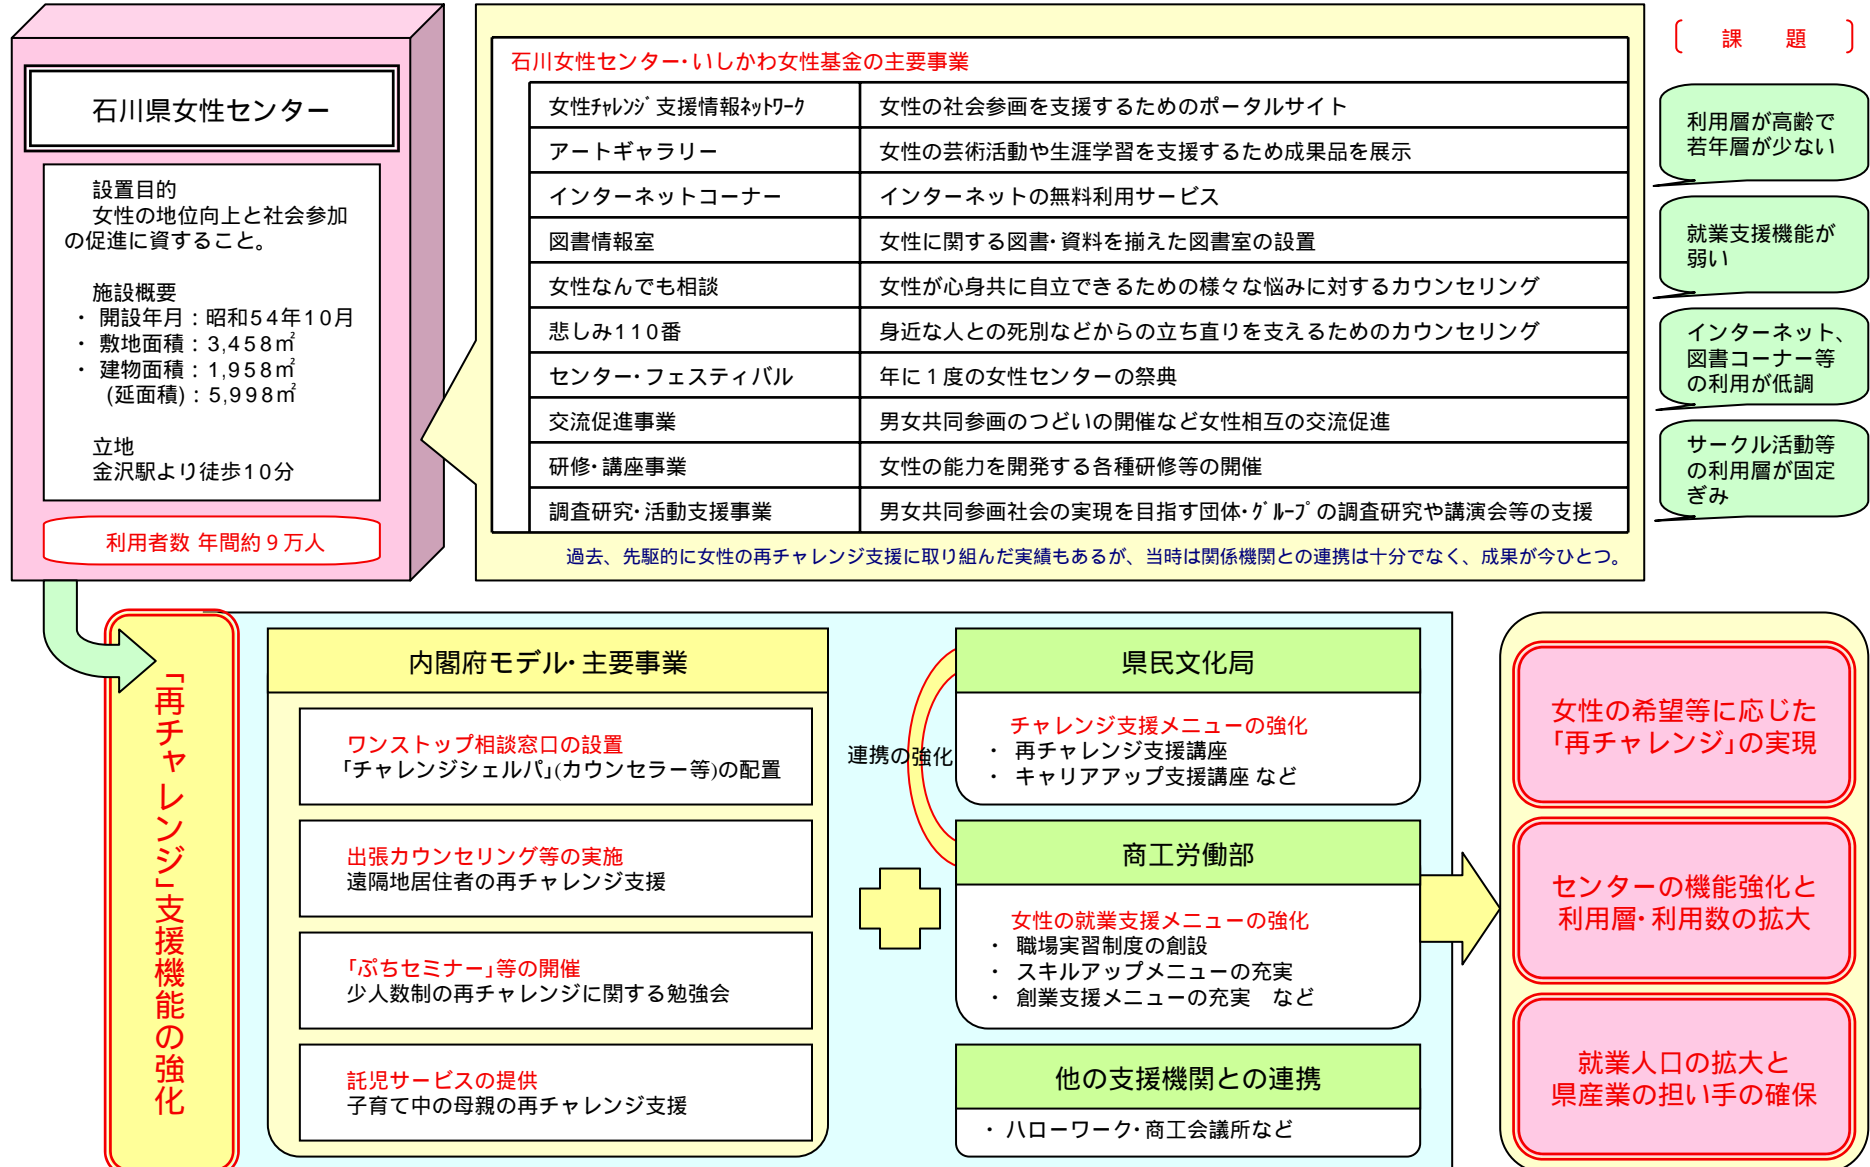 石川県女性センター
設置目的
女性の地位向上と社会参加
の促進に資すること。
施設概要
・ 開設年月：昭和54年10月
・ 敷地面積：3,458㎡
・ 建物面積：1,958㎡
(延面積)：5,998㎡
立地
金沢駅より徒歩10分
利用者数 年間約9万人
石川女性センター・いしかわ女性基金の主要事業
女性ﾁｬﾚﾝｼﾞ支援情報ﾈｯﾄﾜｰｸ 女性の社会参画を支援するためのポータルサイト
アートギャラリー 女性の芸術活動や生涯学習を支援するため成果品を展示
インターネットコーナー インターネットの無料利用サービス
図書情報室 女性に関する図書・資料を揃えた図書室の設置
女性なんでも相談 女性が心身共に自立できるための様々な悩みに対するカウンセリング
悲しみ110番 身近な人との死別などからの立ち直りを支えるためのカウンセリング
センター・フェスティバル 年に1度の女性センターの祭典
交流促進事業 男女共同参画のつどいの開催など女性相互の交流促進
研修・講座事業 女性の能力を開発する各種研修等の開催
調査研究・活動支援事業 男女共同参画社会の実現を目指す団体・ｸﾞﾙｰﾌﾟの調査研究や講演会等の支援
過去、先駆的に女性の再チャレンジ支援に取り組んだ実績もあるが、当時は関係機関との連携は十分でなく、成果が今ひとつ。
〔 課 題 〕
利用層が高齢で
若年層が少ない
就業支援機能が
弱い
インターネット、
図書コーナー等
の利用が低調
サークル活動等
の利用層が固定
ぎみ
「再チャレンジ」支援機能の強化
内閣府モデル・主要事業
ワンストップ相談窓口の設置
「チャレンジシェルパ」(カウンセラー等)の配置
出張カウンセリング等の実施
遠隔地居住者の再チャレンジ支援
「ぷちセミナー」等の開催
少人数制の再チャレンジに関する勉強会
託児サービスの提供
子育て中の母親の再チャレンジ支援
連携の強化
県民文化局
チャレンジ支援メニューの強化
・ 再チャレンジ支援講座
・ キャリアアップ支援講座 など
商工労働部
女性の就業支援メニューの強化
・ 職場実習制度の創設
・ スキルアップメニューの充実
・ 創業支援メニューの充実 など
他の支援機関との連携
・ハローワーク・商工会議所など
女性の希望等に応じた
「再チャレンジ」の実現
センターの機能強化と
利用層・利用数の拡大
就業人口の拡大と
県産業の担い手の確保